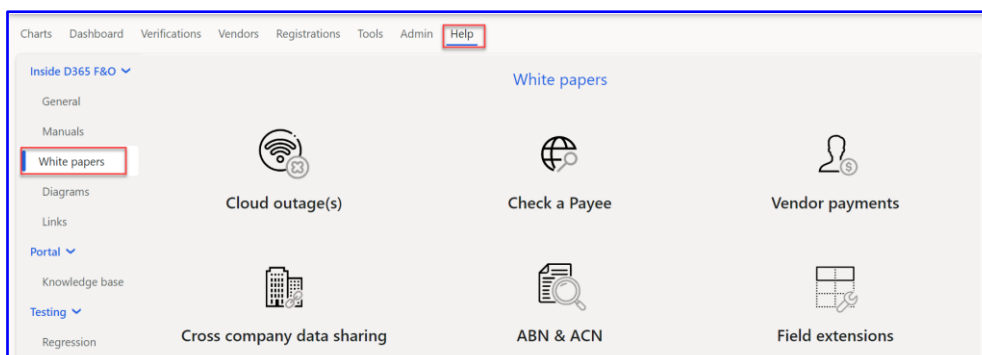 Charts Dashboard Verifications Vendors Registrations Tools Admin Help
Inside D365 F&O
General
Manuals
White papers
Diagrams
Links
Portal
Knowledge base
Testing
Regression
White papers
Cloud outage(s) Check a Payee Vendor payments
Cross company data sharing ABN & ACN Field extensions